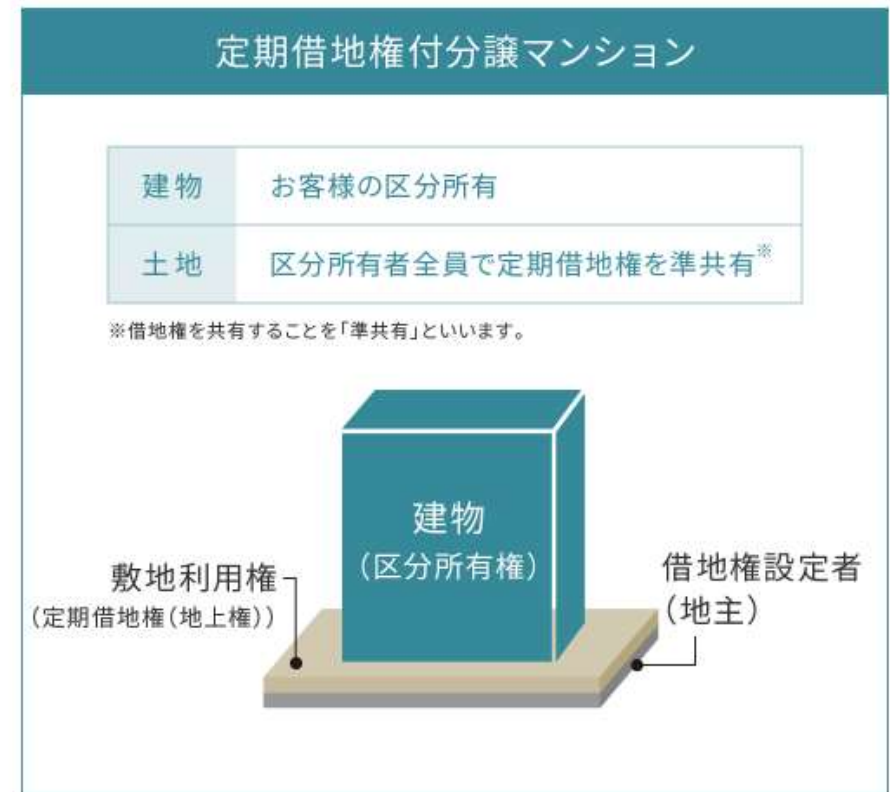 定期借地権付分譲マンション
建物 お客様の区分所有
土地 区分所有者全員で定期借地権を準共有※
※借地権を共有することを「準共有」といいます。
建物
（区分所有権）
敷地利用権
（定期借地権（地上権））
借地権設定者
（地主）